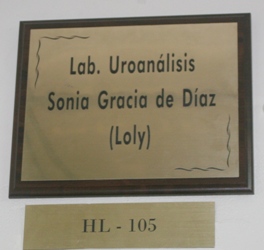 Lab. Uroanálisis
Sonia Gracia de Díaz
(Loly)
HL - 105